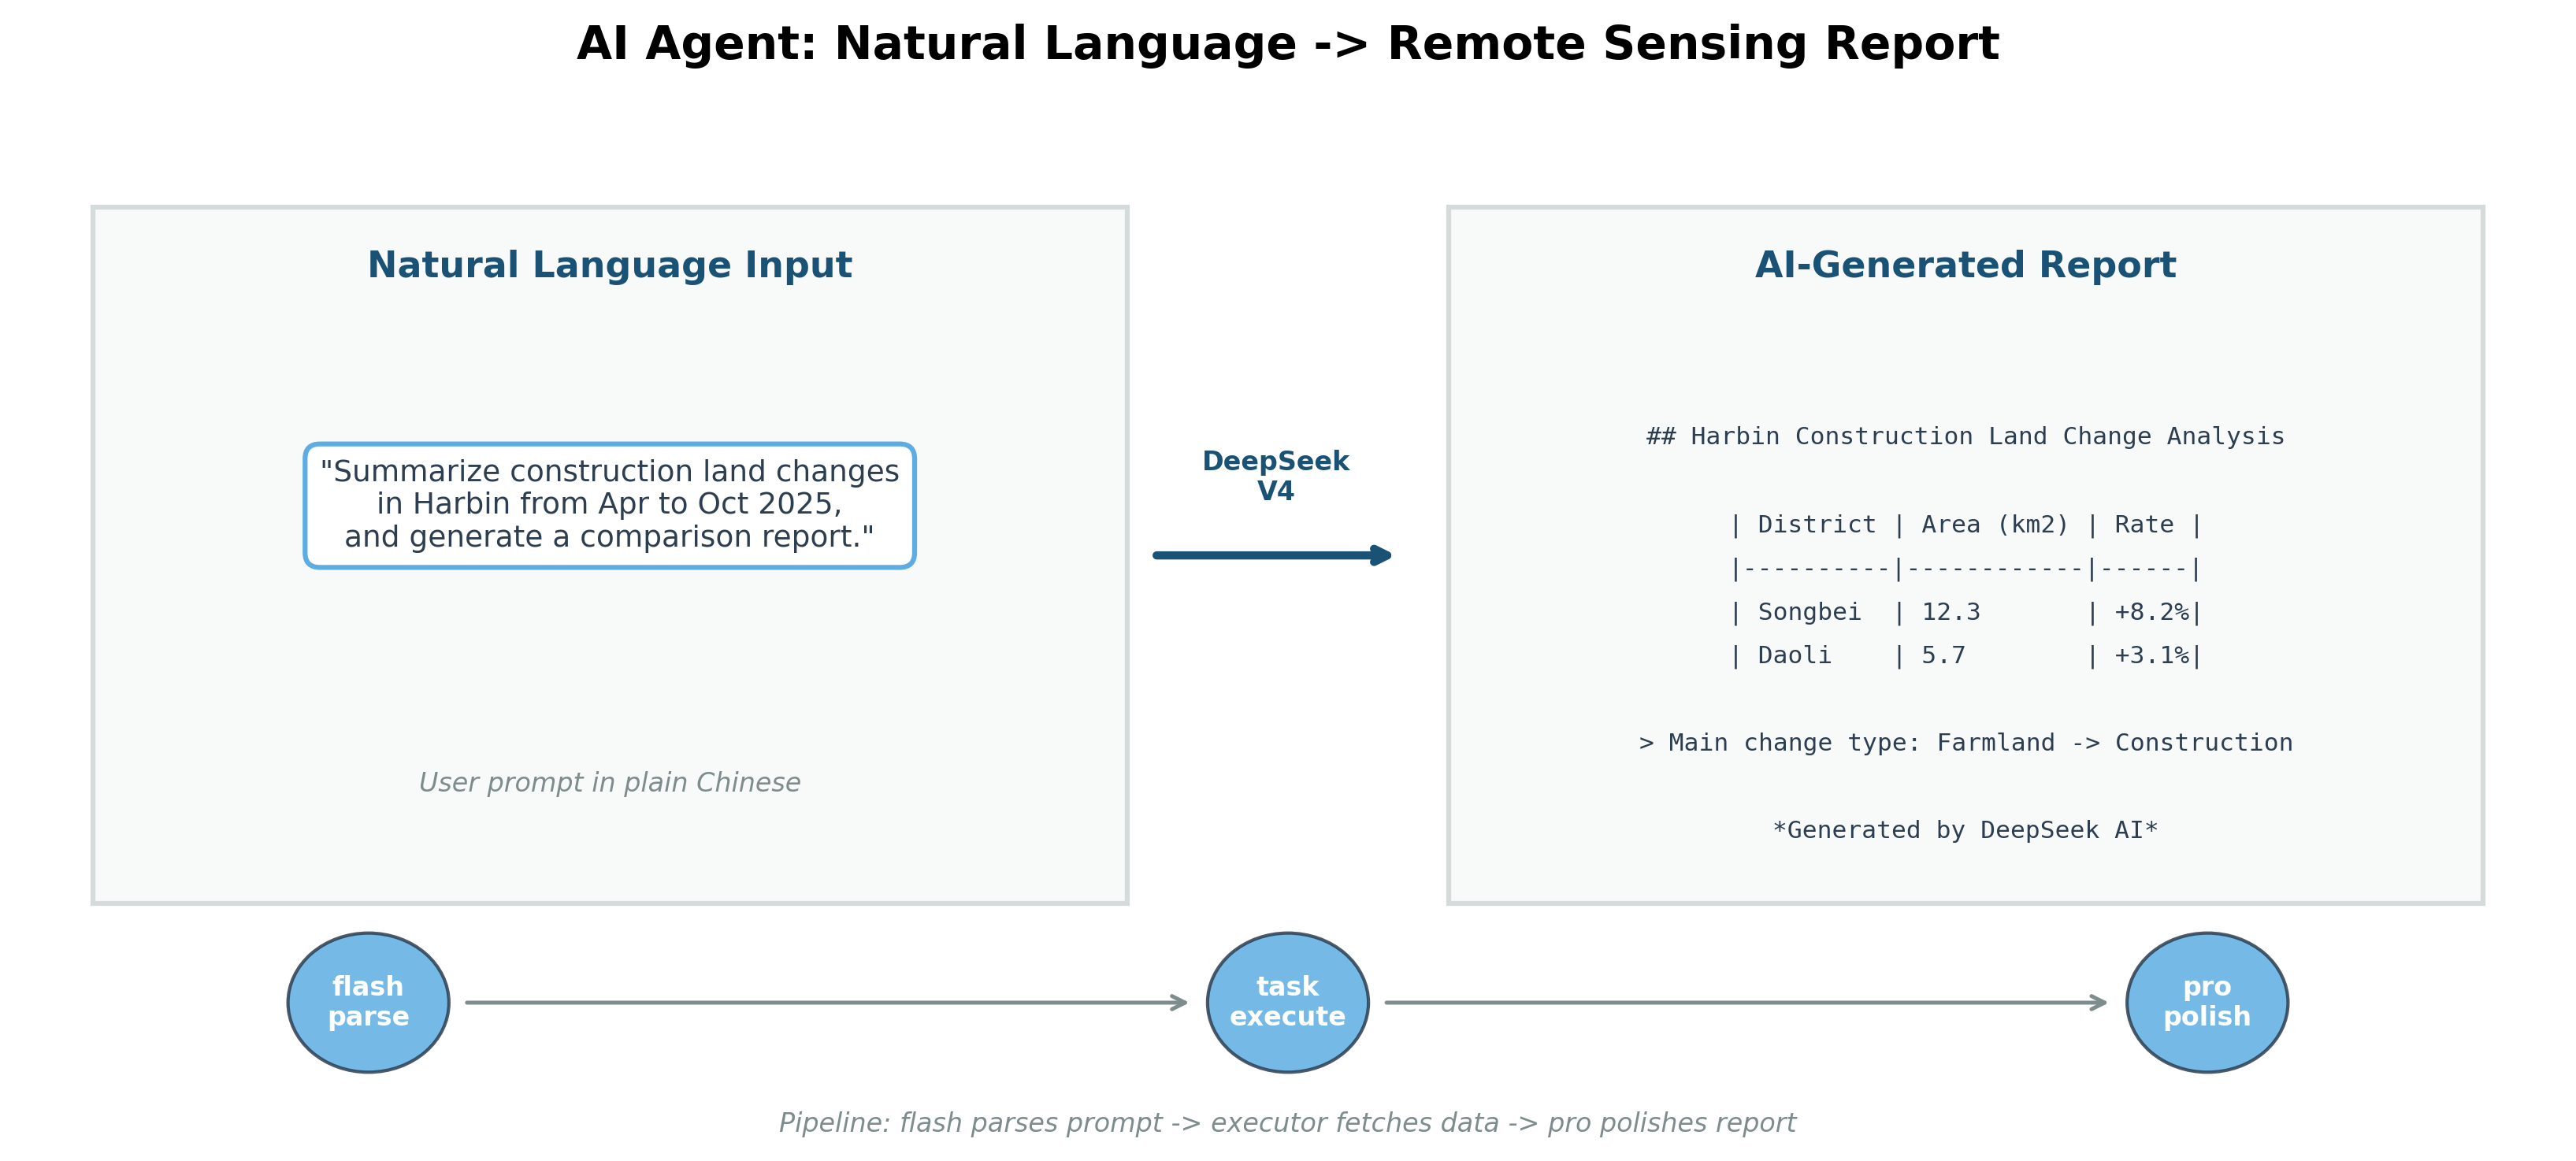 AI Agent: Natural Language -> Remote Sensing Report
Natural Language Input
"Summarize construction land changes
in Harbin from Apr to Oct 2025,
and generate a comparison report."
User prompt in plain Chinese
DeepSeek
V4
AI-Generated Report
## Harbin Construction Land Change Analysis
| District | Area (km2) | Rate |
|----------|------------|------|
| Songbei  | 12.3       | +8.2%|
| Daoli    | 5.7        | +3.1%|
> Main change type: Farmland -> Construction
*Generated by DeepSeek AI*
flash
parse
task
execute
pro
polish
Pipeline: flash parses prompt -> executor fetches data -> pro polishes report